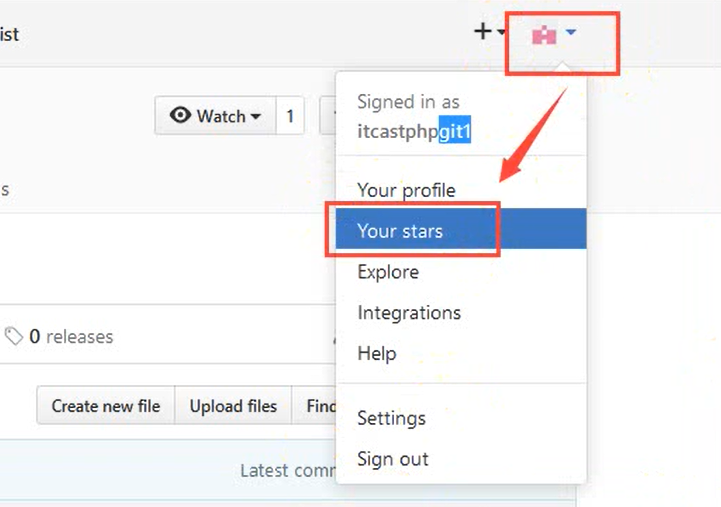 ist
Watch
1
Signed in as
itcastphpgit1
s
Your profile
Your stars
Explore
Integrations
0 releases
Help
Create new file
Upload files
Find
Settings
Latest comm
Sign out